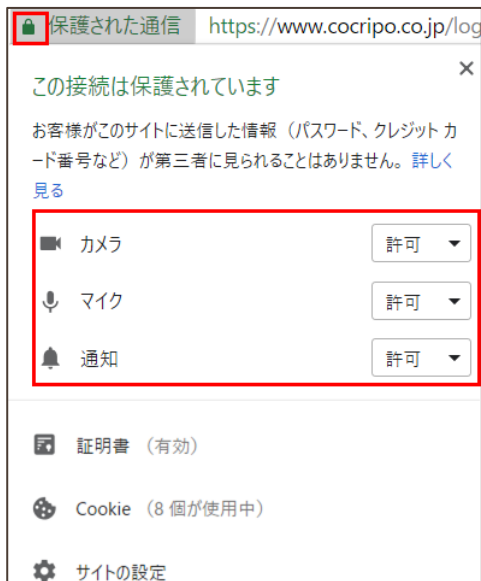 保護された通信 https://www.cocripo.co.jp/log
この接続は保護されています
お客様がこのサイトに送信した情報（パスワード、クレジット カ
ード番号など）が第三者に見られることはありません。詳しく
見る
カメラ 許可
マイク 許可
通知 許可
証明書 （有効）
Cookie （8 個が使用中）
サイトの設定